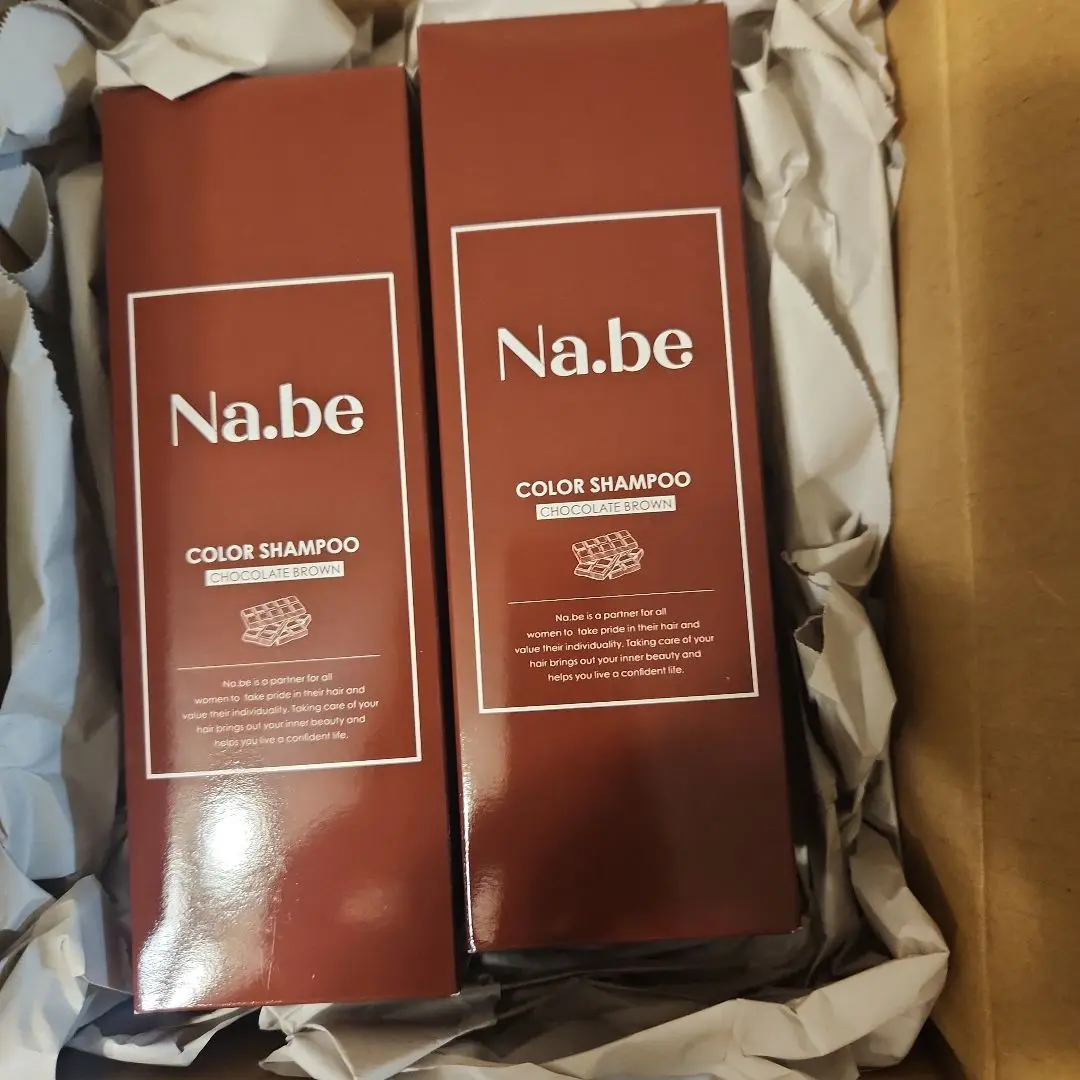 Na.be
COLOR SHAMPOO
CHOCOLATE BROWN
Na.be is a partner for all
women to take pride in their hair and
value their individuality. Taking care of your
hair brings out your inner beauty and
helps you live a confident life.
Na.be
COLOR SHAMPOO
CHOCOLATE BROWN
Na.be is a partner for all
women to take pride in their hair and
value their individuality. Taking care of your
hair brings out your inner beauty and
helps you live a confident life.